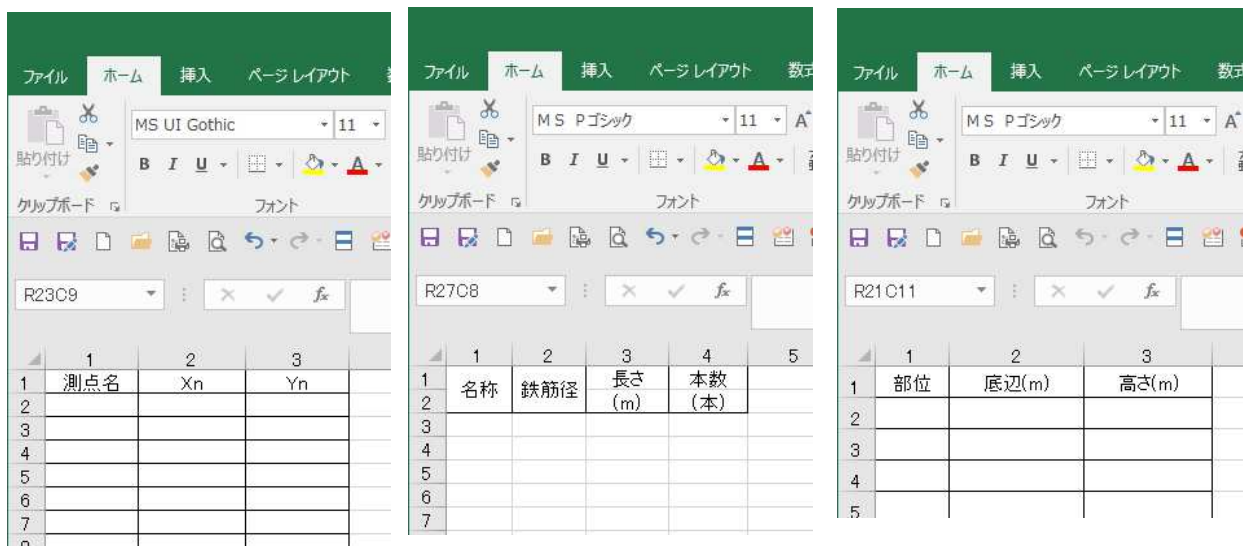 ファイル ホーム 挿入 ページ レイアウト
MS UI Gothic 11
貼り付け B I U A
クリップボード フォント
R23C9 fx
1 2 3
1 測点名 Xn Yn
2
3
4
5
6
7
ファイル ホーム 挿入 ページ レイアウト 数式
ＭＳ Ｐゴシック 11 A
貼り付け B I U A
クリップボード フォント
R27C8 fx
1 2 3 4 5
1 名称 鉄筋径 長さ 本数
2 (m) (本)
3
4
5
6
7
ファイル ホーム 挿入 ページ レイアウト 数式
ＭＳ Ｐゴシック 11 A
貼り付け B I U A
クリップボード フォント
R21C11 fx
1 2 3
1 部位 底辺(m) 高さ(m)
2
3
4
5